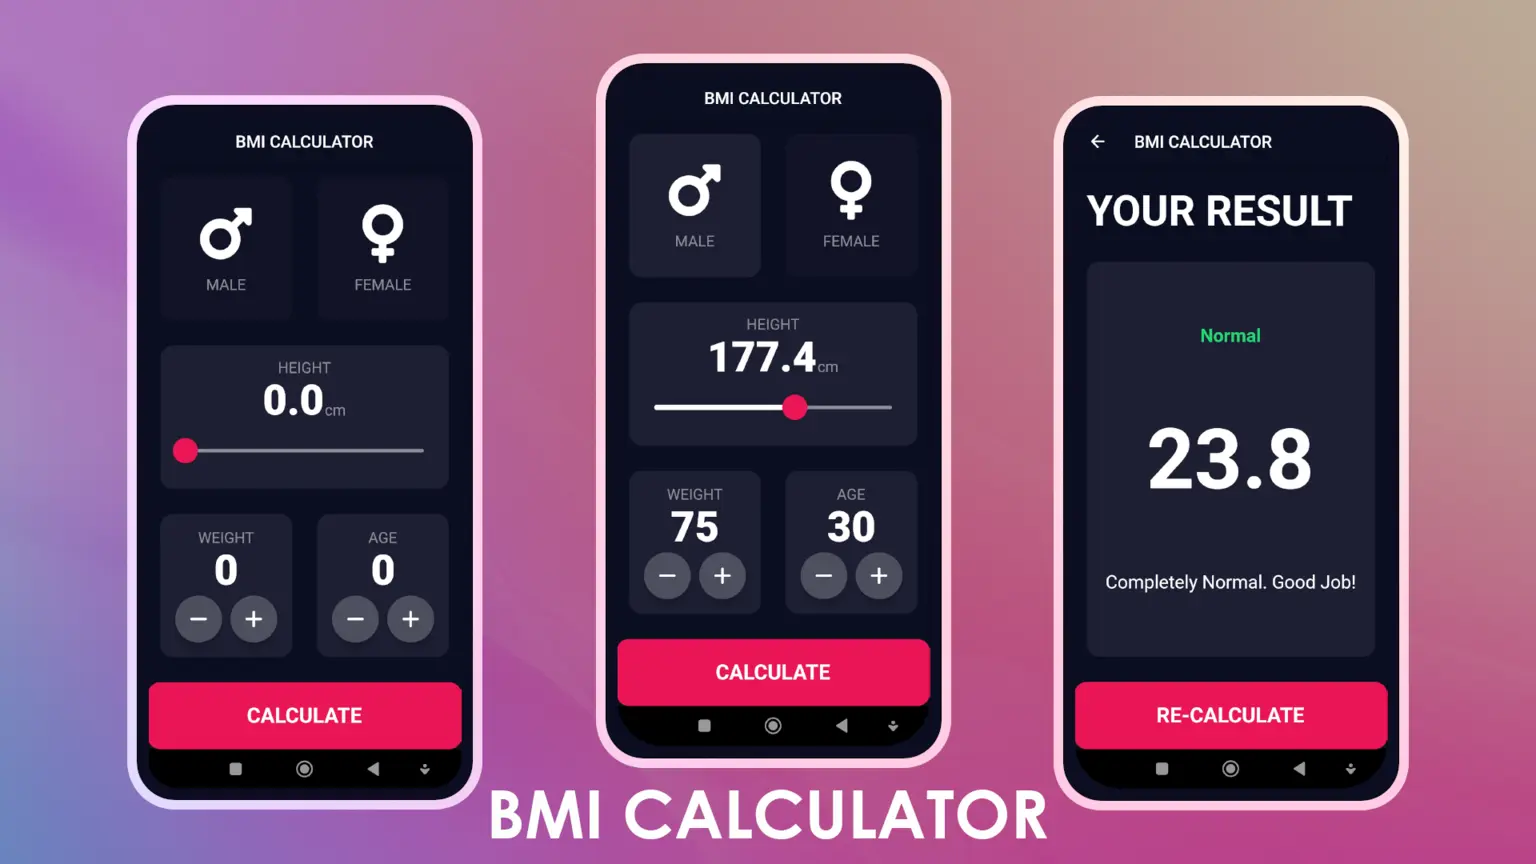 BMI CALCULATOR
MALE
FEMALE
HEIGHT
0.0cm
WEIGHT
0
AGE
0
CALCULATE
BMI CALCULATOR
MALE
FEMALE
HEIGHT
177.4cm
WEIGHT
75
AGE
30
CALCULATE
BMI CALCULATOR
YOUR RESULT
Normal
23.8
Completely Normal. Good Job!
RE-CALCULATE
BMI CALCULATOR